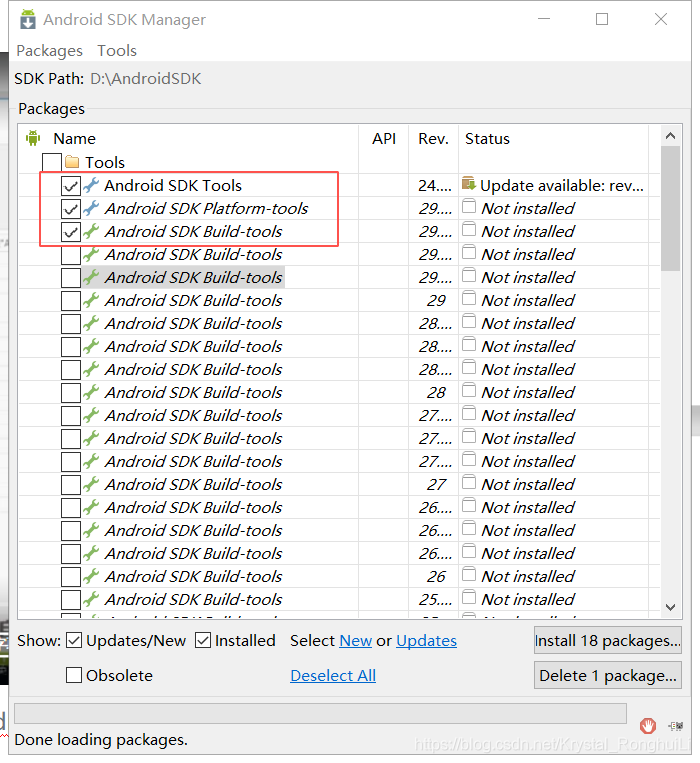 Android SDK Manager
Packages Tools
SDK Path: D:\AndroidSDK
Packages
Name API Rev. Status
Tools
Android SDK Tools 24.... Update available: rev...
Android SDK Platform-tools 29.... Not installed
Android SDK Build-tools 29.... Not installed
Android SDK Build-tools 29.... Not installed
Android SDK Build-tools 29.... Not installed
Android SDK Build-tools 29 Not installed
Android SDK Build-tools 28.... Not installed
Android SDK Build-tools 28.... Not installed
Android SDK Build-tools 28.... Not installed
Android SDK Build-tools 28 Not installed
Android SDK Build-tools 27.... Not installed
Android SDK Build-tools 27.... Not installed
Android SDK Build-tools 27.... Not installed
Android SDK Build-tools 27 Not installed
Android SDK Build-tools 26.... Not installed
Android SDK Build-tools 26.... Not installed
Android SDK Build-tools 26.... Not installed
Android SDK Build-tools 26 Not installed
Android SDK Build-tools 25.... Not installed
Show: Updates/New Installed Select New or Updates Install 18 packages...
Obsolete Deselect All Delete 1 package...
Done loading packages.